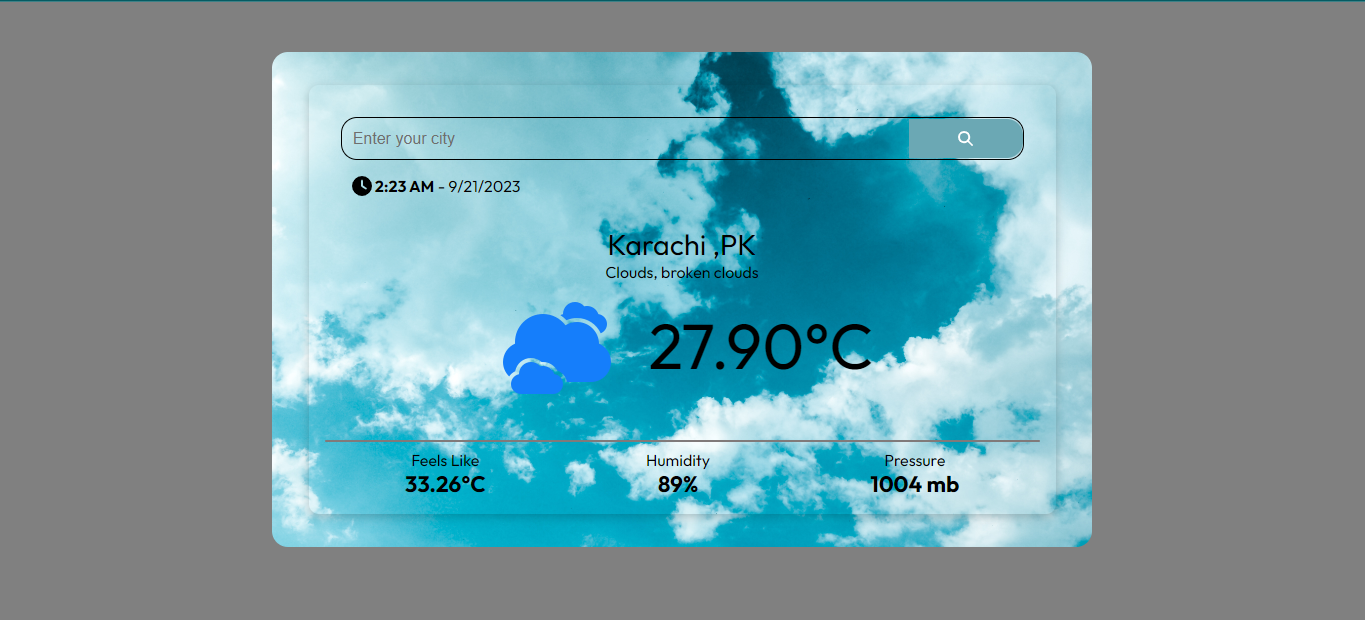 Enter your city
2:23 AM - 9/21/2023
Karachi ,PK
Clouds, broken clouds
27.90°C
Feels Like Humidity Pressure
33.26°C 89% 1004 mb